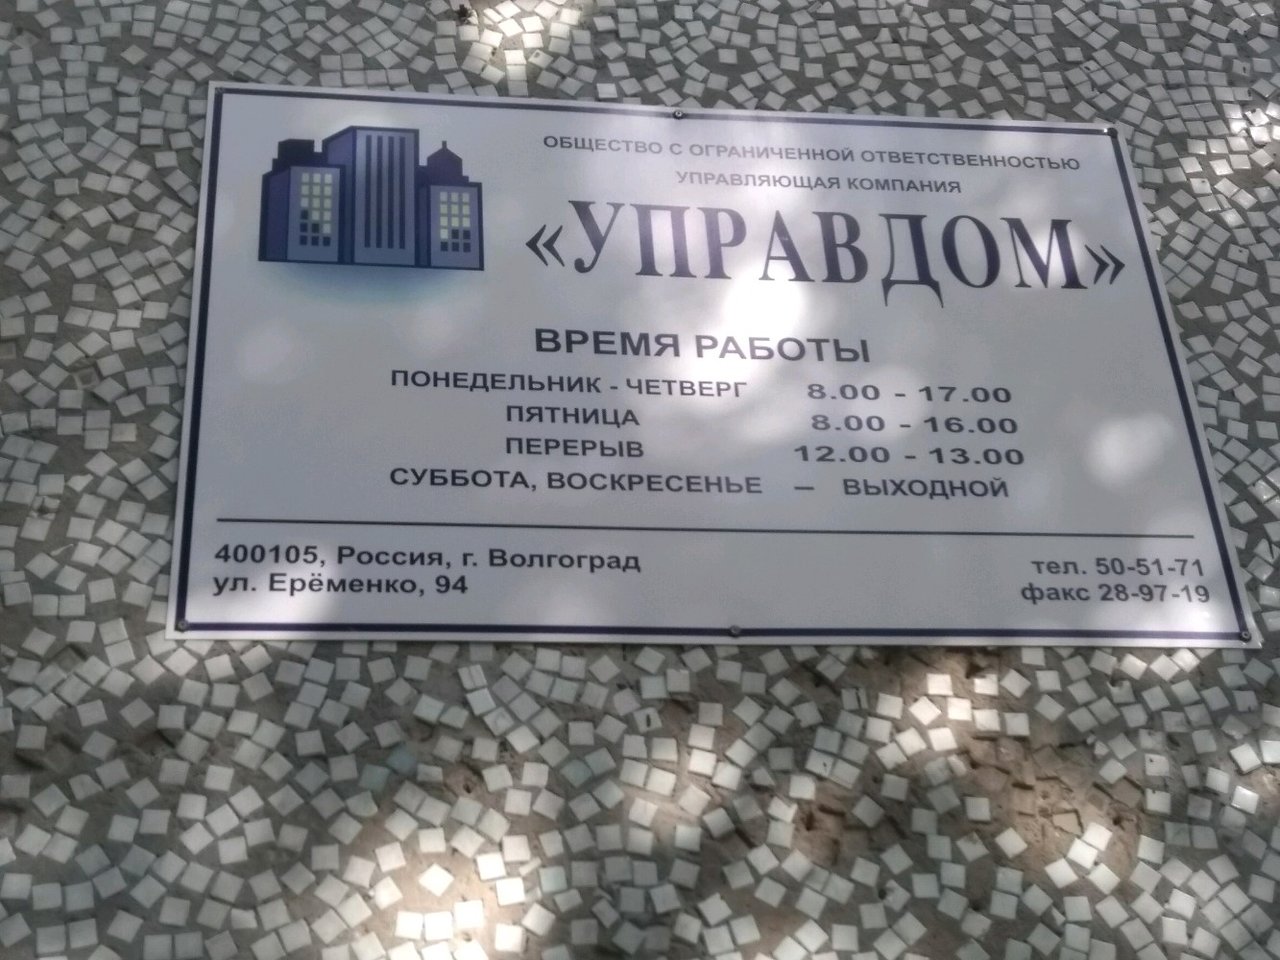 ОБЩЕСТВО С ОГРАНИЧЕННОЙ ОТВЕТСТВЕННОСТЬЮ
УПРАВЛЯЮЩАЯ КОМПАНИЯ
«УПРАВДОМ»
ВРЕМЯ РАБОТЫ
ПОНЕДЕЛЬНИК - ЧЕТВЕРГ 8.00 - 17.00
ПЯТНИЦА 8.00 - 16.00
ПЕРЕРЫВ 12.00 - 13.00
СУББОТА, ВОСКРЕСЕНЬЕ – ВЫХОДНОЙ
400105, Россия, г. Волгоград
ул. Ерёменко, 94
тел. 50-51-71
факс 28-97-19